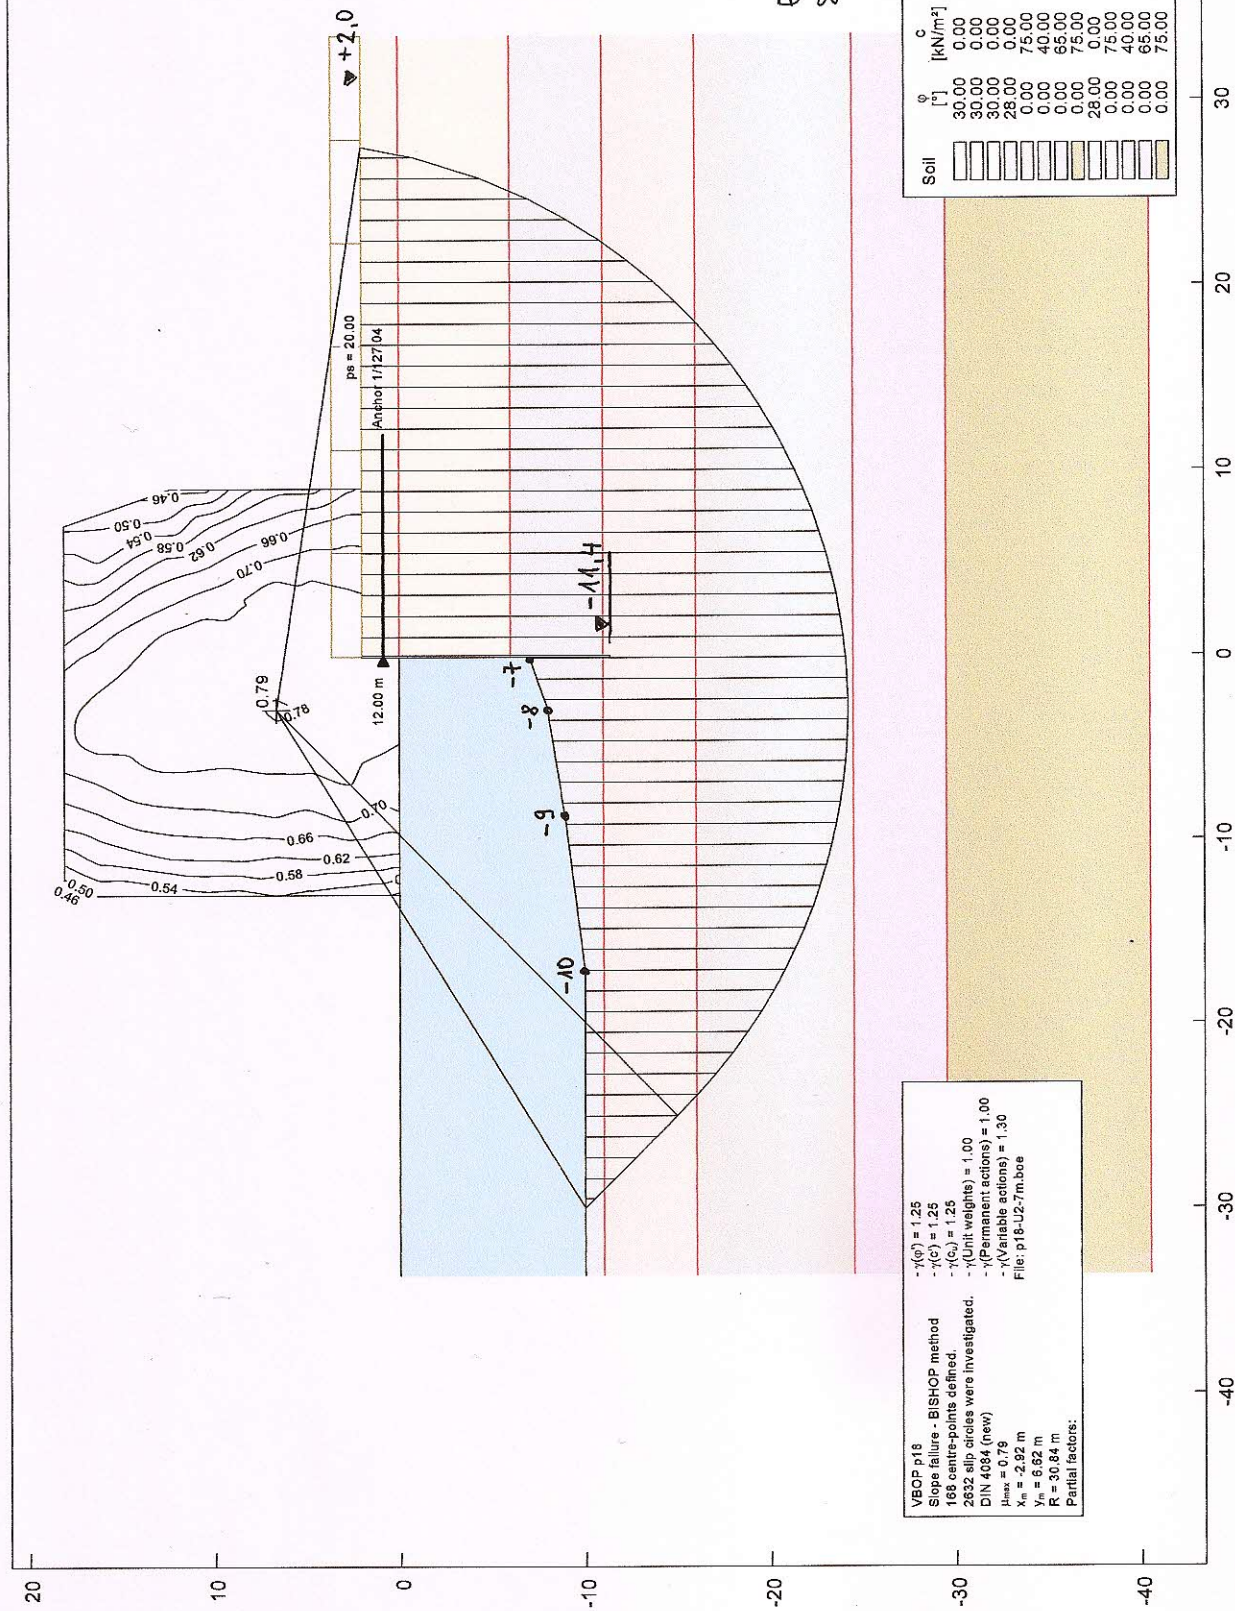 20
10
0
-10
-20
-30
-40
0.46
0.50
0.54
0.58
0.62
0.66
0.70
0.79
0.78
0.70
0.66
0.62
0.58
0.54
0.50
0.46
+2,0
ps = 20.00
Anchor 1/127.04
12.00 m
-7
-8
-9
-10
-11,4
VBOP p18
Slope failure - BISHOP method
168 centre-points defined.
2632 slip circles were investigated.
DIN 4084 (new)
μmax = 0.79
xm = -2.92 m
ym = 6.62 m
R = 30.84 m
Partial factors:
- γ(φ') = 1.25
- γ(c') = 1.25
- γ(cu) = 1.25
- γ(Unit weights) = 1.00
- γ(Permanent actions) = 1.00
- γ(Variable actions) = 1.30
File: p18-U2-7m.boe
Soil φ c
[°] [kN/m²]
30.00 0.00
30.00 0.00
30.00 0.00
28.00 0.00
0.00 75.00
0.00 40.00
0.00 65.00
0.00 75.00
28.00 0.00
0.00 75.00
0.00 40.00
0.00 65.00
0.00 75.00
-40
-30
-20
-10
0
10
20
30